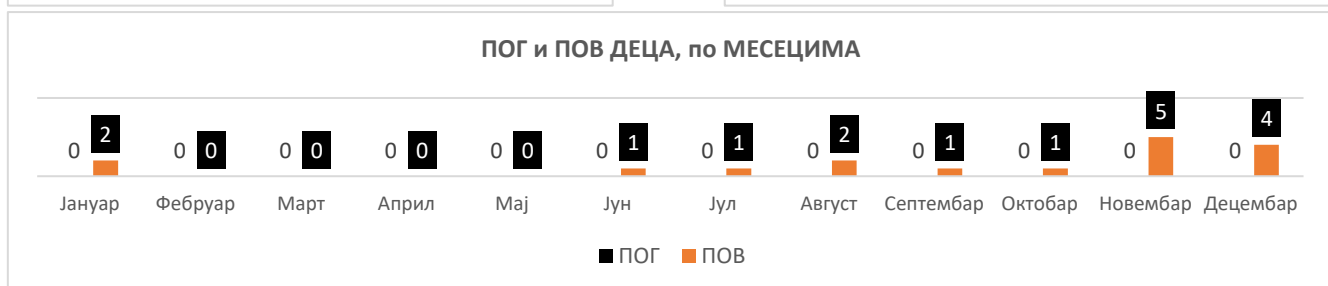 ПОГ и ПОВ ДЕЦА, по МЕСЕЦИМА
0 2 0 0 0 0 0 0 0 0 0 1 0 1 0 2 0 1 0 1 0 5 0 4
Јануар Фебруар Март Април Мај Јун Јул Август Септембар Октобар Новембар Децембар
ПОГ ПОВ